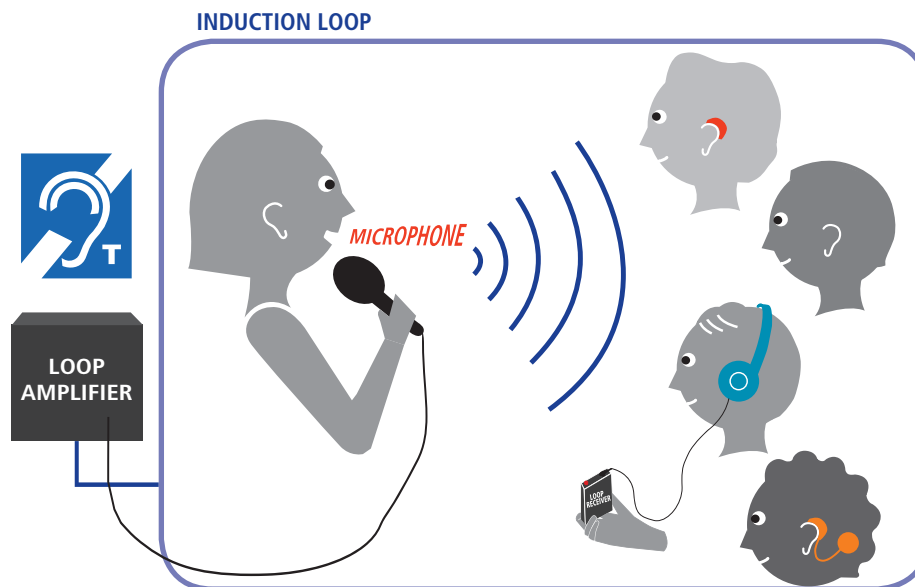 INDUCTION LOOP
MICROPHONE
T
LOOP
AMPLIFIER
LOOP
RECEIVER